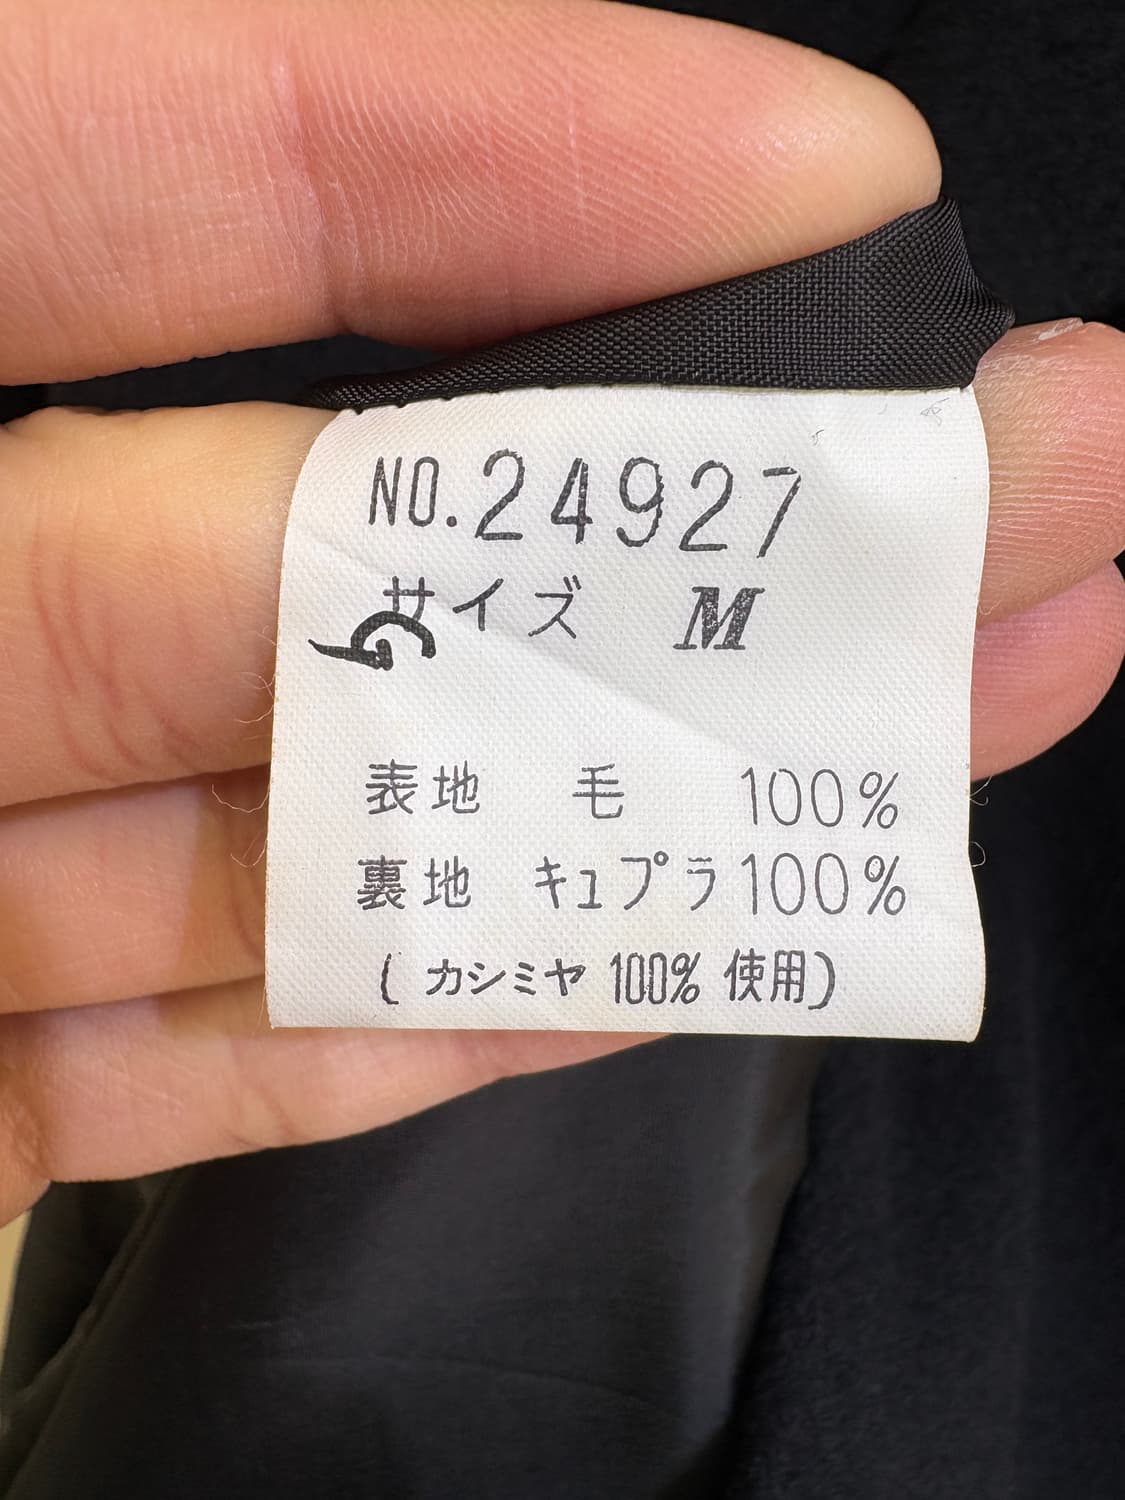 NO.24927
サイズ M
表地 毛 100%
裏地 キュプラ 100%
( カシミヤ 100% 使用)